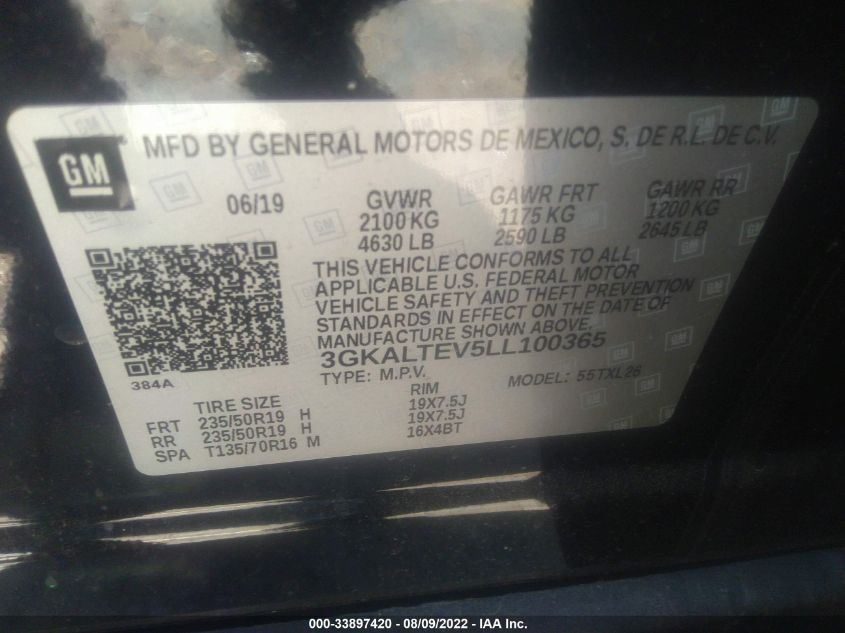 GM
MFD BY GENERAL MOTORS DE MEXICO, S. DE R.L. DE C.V.
06/19 GVWR GAWR FRT GAWR RR
2100 KG 1175 KG 1200 KG
4630 LB 2590 LB 2645 LB
THIS VEHICLE CONFORMS TO ALL
APPLICABLE U.S. FEDERAL MOTOR
VEHICLE SAFETY AND THEFT PREVENTION
STANDARDS IN EFFECT ON THE DATE OF
MANUFACTURE SHOWN ABOVE.
3GKALTEV5LL100365
384A
TYPE: M.P.V. MODEL: 55TXL26
TIRE SIZE RIM
FRT 235/50R19 H 19X7.5J
RR 235/50R19 H 19X7.5J
SPA T135/70R16 M 16X4BT
000-33897420 - 08/09/2022 - IAA Inc.